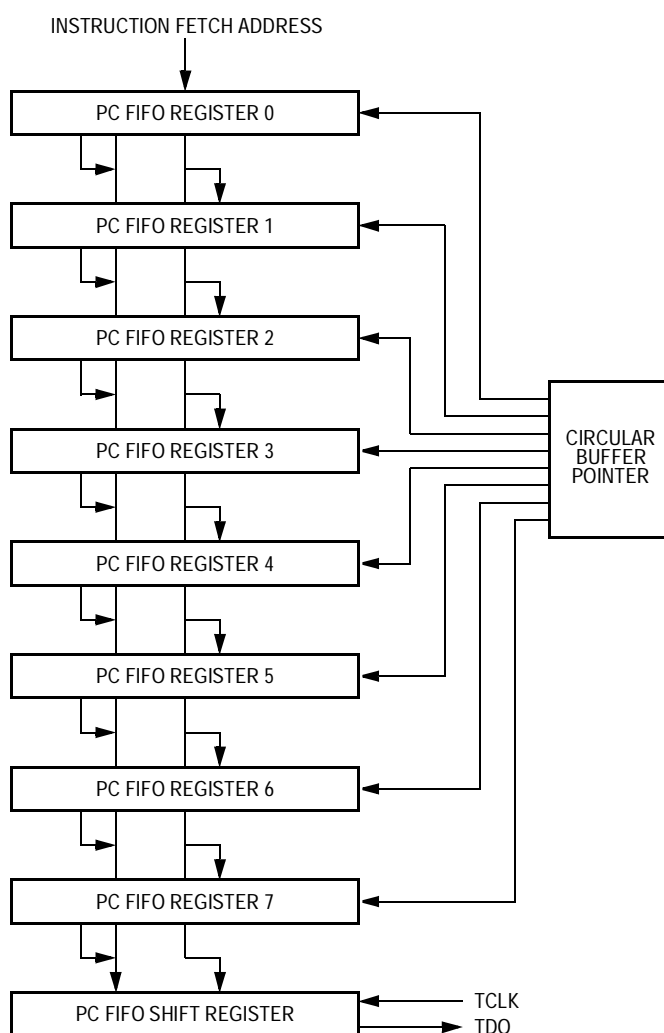 INSTRUCTION FETCH ADDRESS
PC FIFO REGISTER 0
PC FIFO REGISTER 1
PC FIFO REGISTER 2
PC FIFO REGISTER 3
CIRCULAR
BUFFER
POINTER
PC FIFO REGISTER 4
PC FIFO REGISTER 5
PC FIFO REGISTER 6
PC FIFO REGISTER 7
PC FIFO SHIFT REGISTER
TCLK
TDO